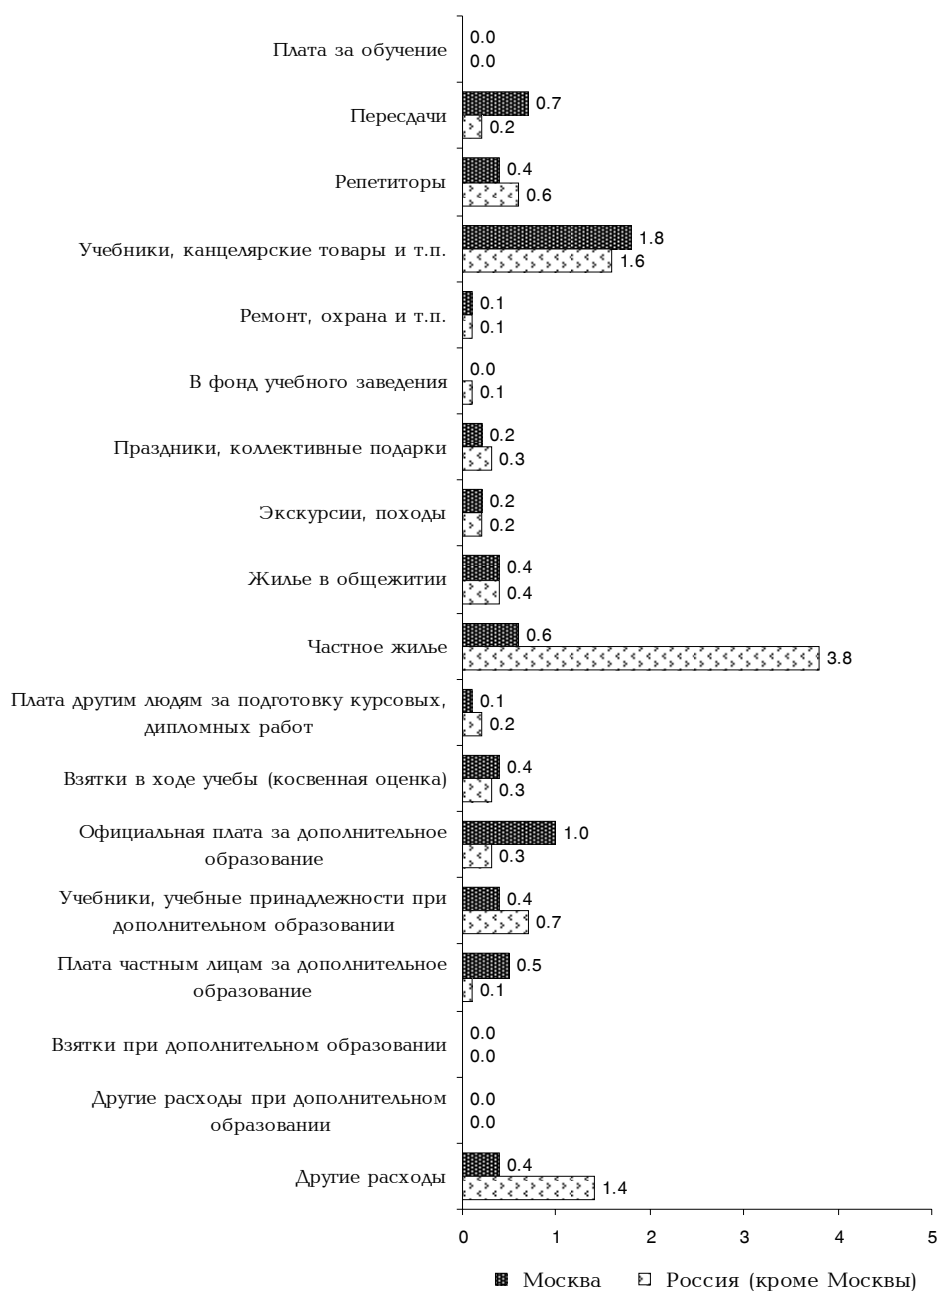 Плата за обучение
0.0
0.0
Пересдачи
0.7
0.2
Репетиторы
0.4
0.6
Учебники, канцелярские товары и т.п.
1.8
1.6
Ремонт, охрана и т.п.
0.1
0.1
В фонд учебного заведения
0.0
0.1
Праздники, коллективные подарки
0.2
0.3
Экскурсии, походы
0.2
0.2
Жилье в общежитии
0.4
0.4
Частное жилье
0.6
3.8
Плата другим людям за подготовку курсовых,
дипломных работ
0.1
0.2
Взятки в ходе учебы (косвенная оценка)
0.4
0.3
Официальная плата за дополнительное
образование
1.0
0.3
Учебники, учебные принадлежности при
дополнительном образовании
0.4
0.7
Плата частным лицам за дополнительное
образование
0.5
0.1
Взятки при дополнительном образовании
0.0
0.0
Другие расходы при дополнительном
образовании
0.0
0.0
Другие расходы
0.4
1.4
0 1 2 3 4 5
Москва Россия (кроме Москвы)